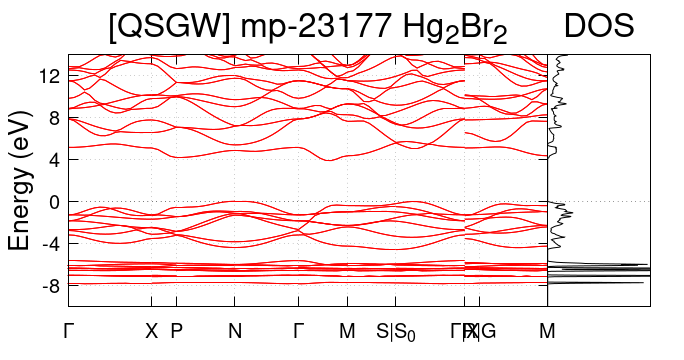 [QSGW] mp-23177 Hg₂Br₂ DOS
Energy (eV)
12
8
4
0
-4
-8
Γ X P N Γ M S|S₀ Γ X|G M